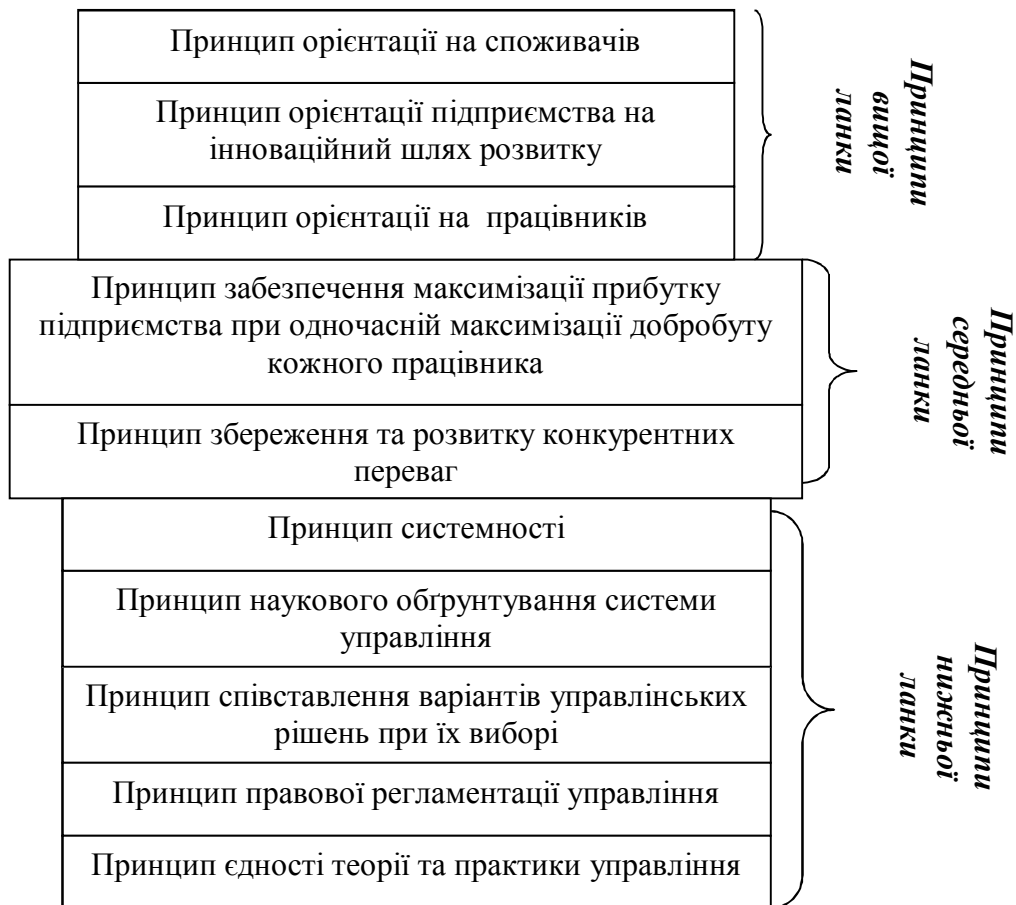 Принцип орієнтації на споживачів
Принцип орієнтації підприємства на
інноваційний шлях розвитку
Принцип орієнтації на працівників
Принципи
вищої
ланки
Принцип забезпечення максимізації прибутку
підприємства при одночасній максимізації добробуту
кожного працівника
Принцип збереження та розвитку конкурентних
переваг
Принципи
середньої
ланки
Принцип системності
Принцип наукового обґрунтування системи
управління
Принцип співставлення варіантів управлінських
рішень при їх виборі
Принцип правової регламентації управління
Принцип єдності теорії та практики управління
Принципи
нижньої
ланки